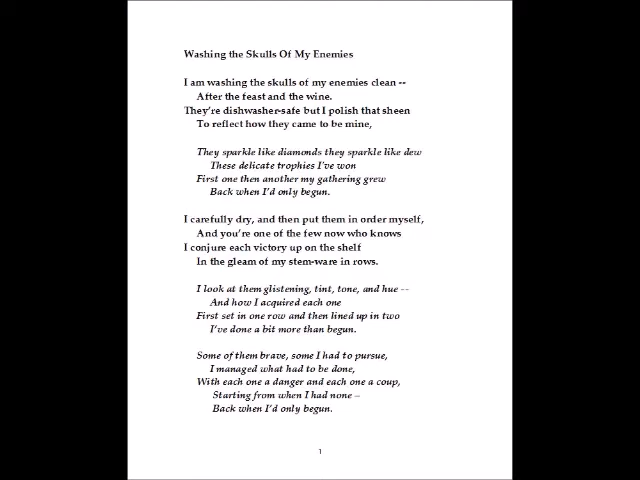 Washing the Skulls Of My Enemies
I am washing the skulls of my enemies clean --
After the feast and the wine.
They're dishwasher-safe but I polish that sheen
To reflect how they came to be mine,
They sparkle like diamonds they sparkle like dew
These delicate trophies I've won
First one then another my gathering grew
Back when I'd only begun.
I carefully dry, and then put them in order myself,
And you're one of the few now who knows
I conjure each victory up on the shelf
In the gleam of my stem-ware in rows.
I look at them glistening, tint, tone, and hue --
And how I acquired each one
First set in one row and then lined up in two
I've done a bit more than begun.
Some of them brave, some I had to pursue,
I managed what had to be done,
With each one a danger and each one a coup,
Starting from when I had none –
Back when I'd only begun.
1